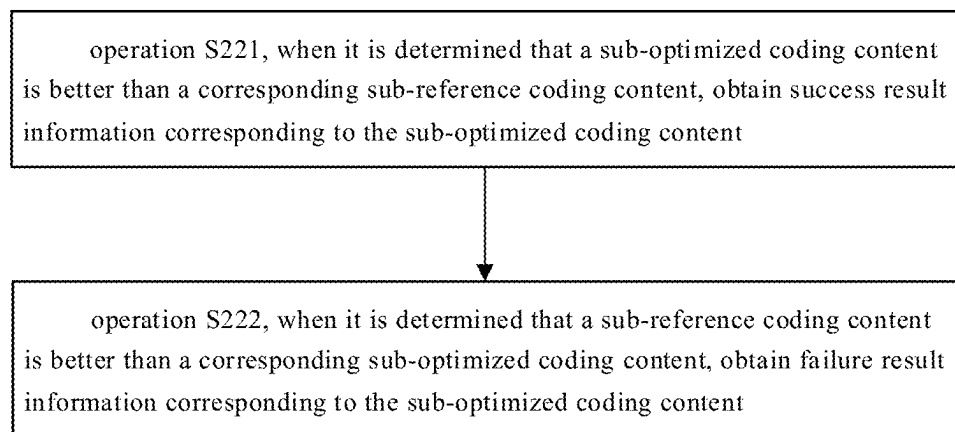 operation S221, when it is determined that a sub-optimized coding content
is better than a corresponding sub-reference coding content, obtain success result
information corresponding to the sub-optimized coding content
operation S222, when it is determined that a sub-reference coding content
is better than a corresponding sub-optimized coding content, obtain failure result
information corresponding to the sub-optimized coding content